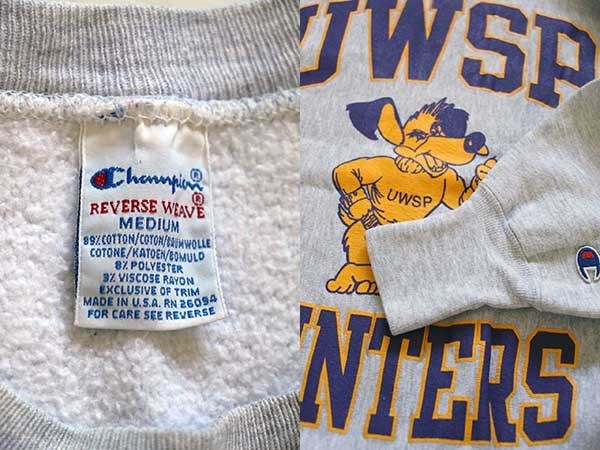 Champion®
REVERSE WEAVE®
MEDIUM
89% COTTON/COTON/BAUMWOLLE
COTONE/KATOEN/BOMULD
8% POLYESTER
3% VISCOSE RAYON
EXCLUSIVE OF TRIM
MADE IN U.S.A. RN 26094
FOR CARE SEE REVERSE
UWSP
UWSP
NTERS